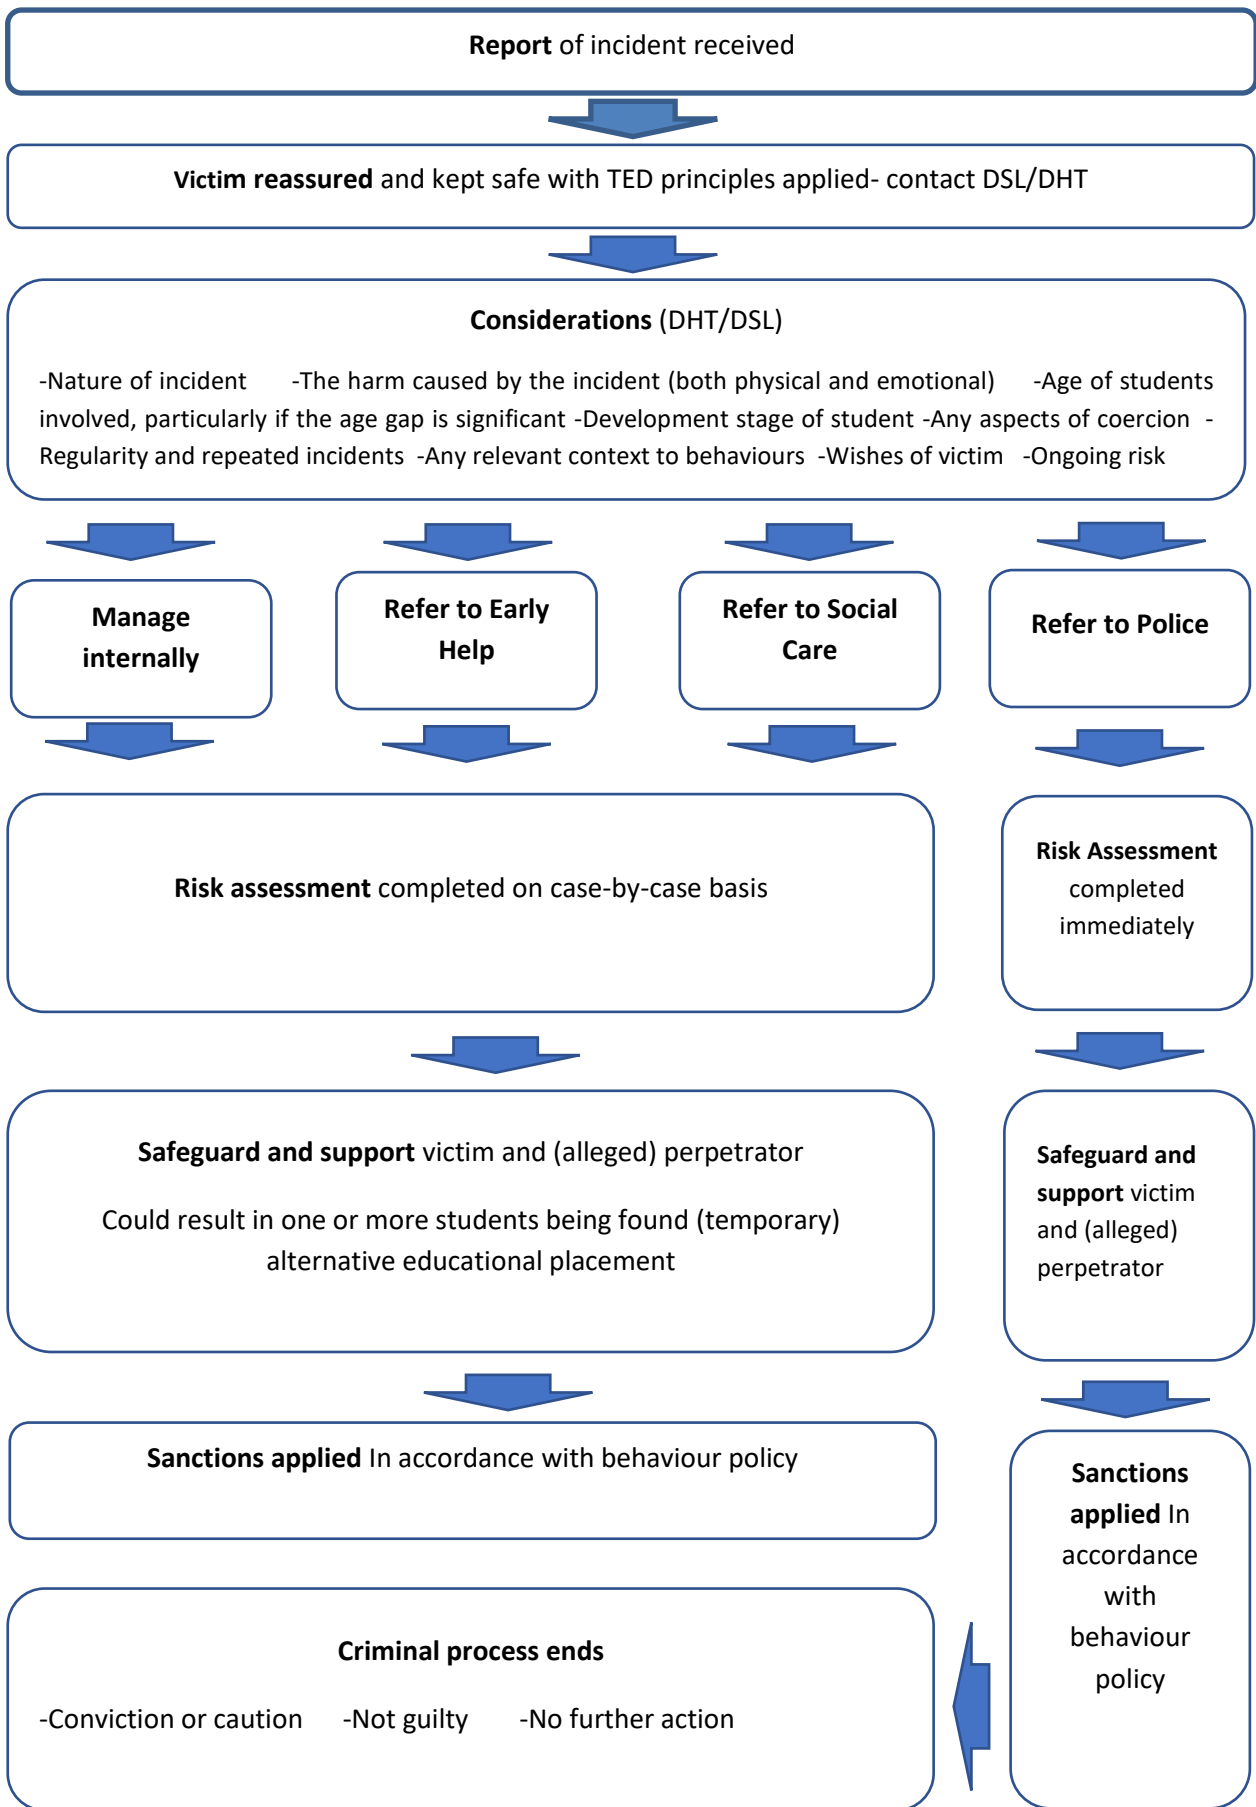 Report of incident received
Victim reassured and kept safe with TED principles applied- contact DSL/DHT
Considerations (DHT/DSL)
-Nature of incident -The harm caused by the incident (both physical and emotional) -Age of students
involved, particularly if the age gap is significant -Development stage of student -Any aspects of coercion -
Regularity and repeated incidents -Any relevant context to behaviours -Wishes of victim -Ongoing risk
Manage
internally
Refer to Early
Help
Refer to Social
Care
Refer to Police
Risk assessment completed on case-by-case basis
Risk Assessment
completed
immediately
Safeguard and support victim and (alleged) perpetrator
Could result in one or more students being found (temporary)
alternative educational placement
Safeguard and
support victim
and (alleged)
perpetrator
Sanctions applied In accordance with behaviour policy
Sanctions
applied In
accordance
with
behaviour
policy
Criminal process ends
-Conviction or caution -Not guilty -No further action